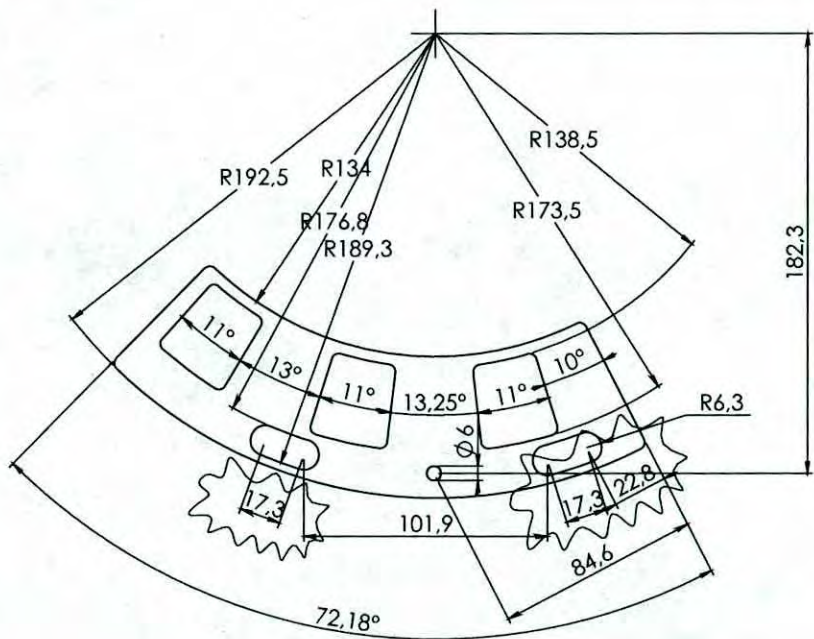 R138,5
R134
R192,5
R173,5
R176,8
R189,3
182,3
11°
13°
11°
13,25°
11°
10°
R6,3
Ø 6
17,3
17,3
22,8
101,9
84,6
72,18°